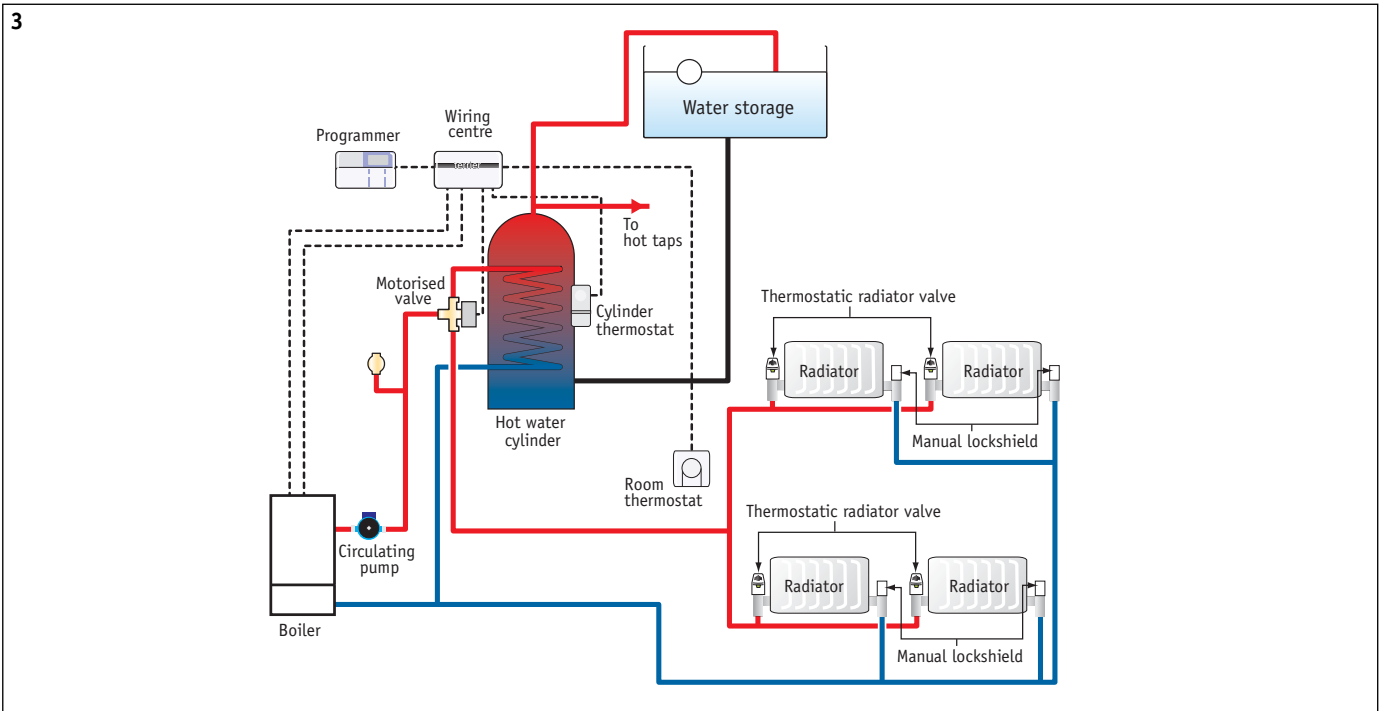 3
Water storage
Wiring
centre
Programmer
terrier
To
hot taps
Motorised
valve
Cylinder
thermostat
Thermostatic radiator valve
Radiator
Radiator
Hot water
cylinder
Manual lockshield
Room
thermostat
Thermostatic radiator valve
Circulating
pump
Radiator
Radiator
Boiler
Manual lockshield